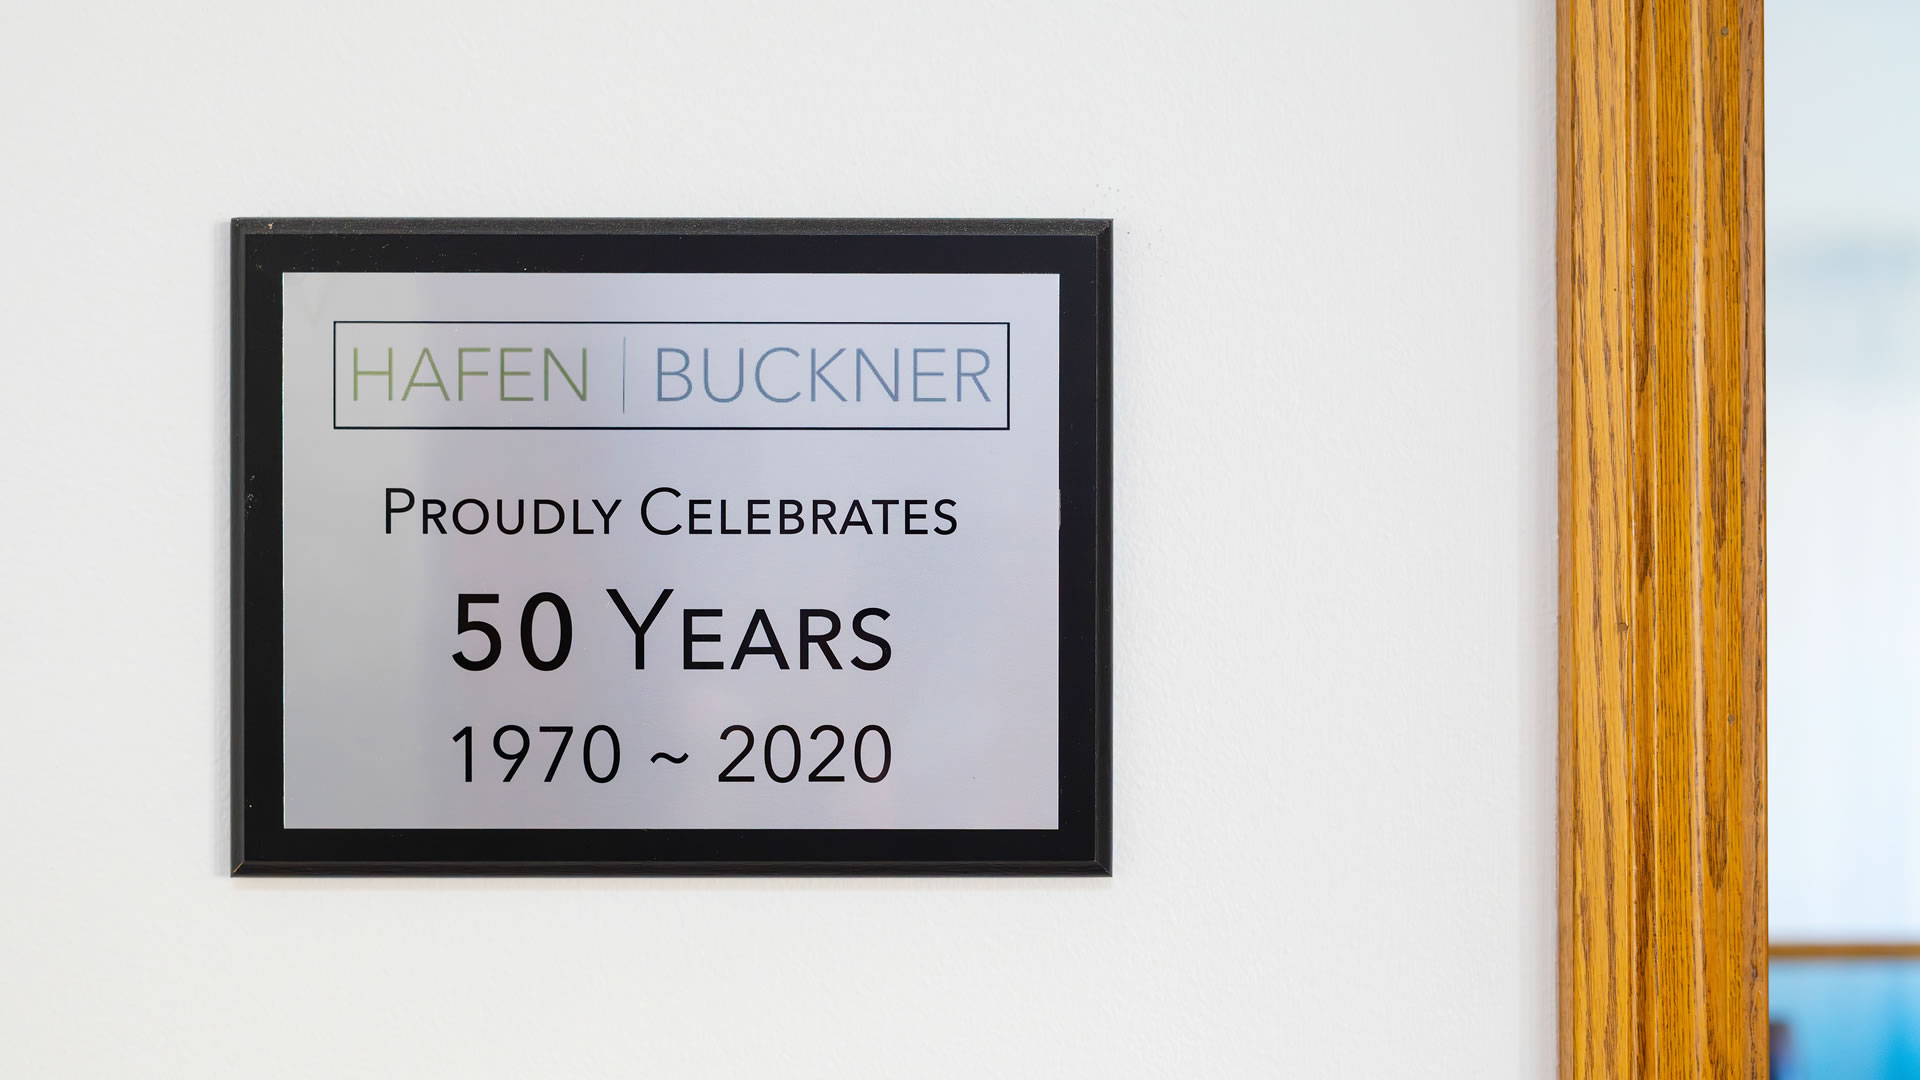 HAFEN | BUCKNER
PROUDLY CELEBRATES
50 YEARS
1970 ~ 2020